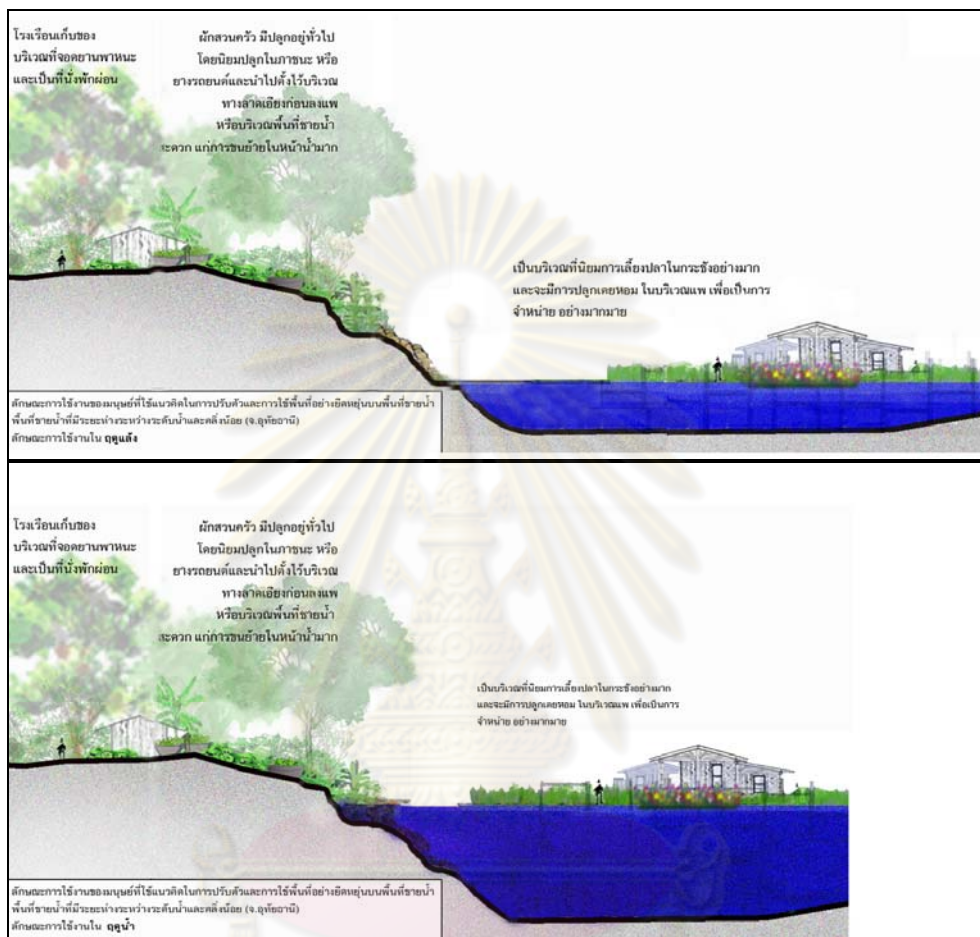 โรงเรือนเก็บของ
บริเวณที่จอดยานพาหนะ
และเป็นที่นั่งพักผ่อน
ผักสวนครัว มีปลูกอยู่ทั่วไป
โดยนิยมปลูกในภาชนะ หรือ
ยางรถยนต์และนำไปตั้งไว้บริเวณ
ทางลาดเอียงก่อนลงแพ
หรือบริเวณพื้นที่ชายน้ำ
สะดวก แก่การขนย้ายในหน้าน้ำมาก
เป็นบริเวณที่นิยมการเลี้ยงปลาในกระชังอย่างมาก
และจะมีการปลูกเตยหอม ในบริเวณแพ เพื่อเป็นการ
จำหน่าย อย่างมากมาย
ลักษณะการใช้งานของมนุษย์ที่ใช้แนวคิดในการปรับตัวและการใช้พื้นที่อย่างยืดหยุ่นบนพื้นที่ชายน้ำ
พื้นที่ชายน้ำที่มีระยะห่างระหว่างระดับน้ำและตลิ่งน้อย (จ.อุทัยธานี)
ลักษณะการใช้งานใน ฤดูแล้ง
โรงเรือนเก็บของ
บริเวณที่จอดยานพาหนะ
และเป็นที่นั่งพักผ่อน
ผักสวนครัว มีปลูกอยู่ทั่วไป
โดยนิยมปลูกในภาชนะ หรือ
ยางรถยนต์และนำไปตั้งไว้บริเวณ
ทางลาดเอียงก่อนลงแพ
หรือบริเวณพื้นที่ชายน้ำ
สะดวก แก่การขนย้ายในหน้าน้ำมาก
เป็นบริเวณที่นิยมการเลี้ยงปลาในกระชังอย่างมาก
และจะมีการปลูกเตยหอม ในบริเวณแพ เพื่อเป็นการ
จำหน่าย อย่างมากมาย
ลักษณะการใช้งานของมนุษย์ที่ใช้แนวคิดในการปรับตัวและการใช้พื้นที่อย่างยืดหยุ่นบนพื้นที่ชายน้ำ
พื้นที่ชายน้ำที่มีระยะห่างระหว่างระดับน้ำและตลิ่งน้อย (จ.อุทัยธานี)
ลักษณะการใช้งานใน ฤดูน้ำ